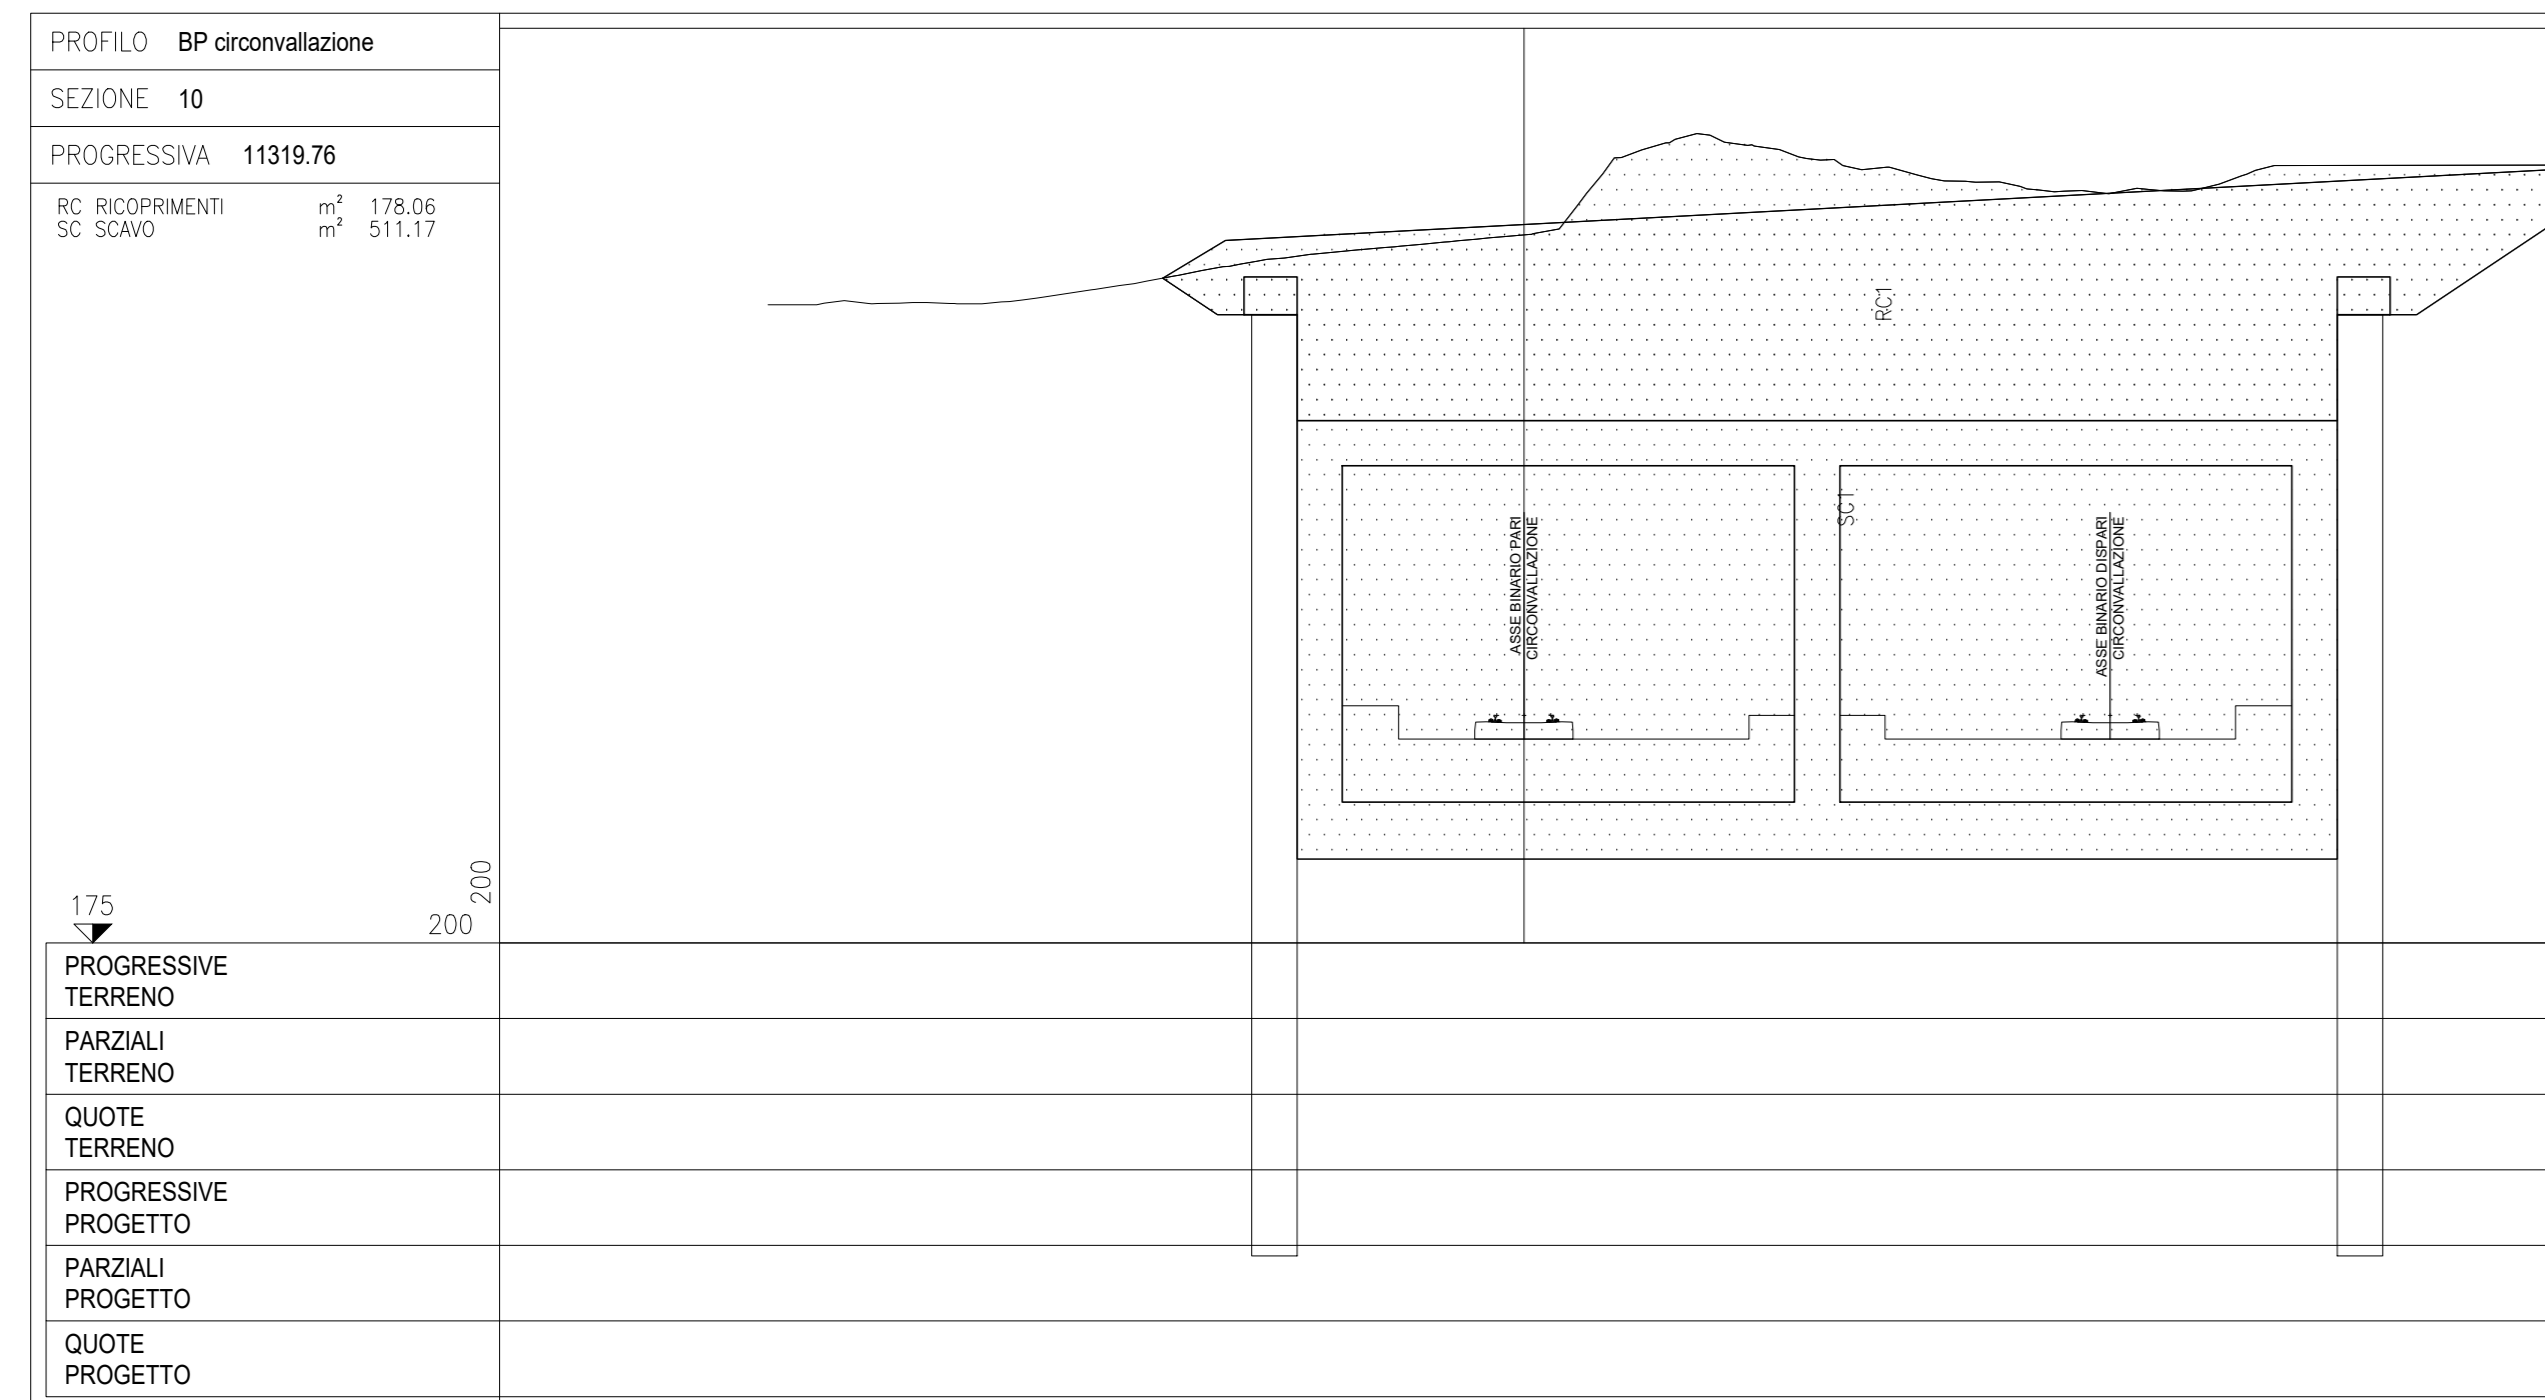 PROFILO BP circonvallazione
SEZIONE 10
PROGRESSIVA 11319.76
RC RICOPRIMENTI m² 178.06
SC SCAVO m² 511.17
RC1
SC1
ASSE BINARIO PARI
CIRCONVALLAZIONE
ASSE BINARIO DISPARI
CIRCONVALLAZIONE
175
200
200
PROGRESSIVE
TERRENO
PARZIALI
TERRENO
QUOTE
TERRENO
PROGRESSIVE
PROGETTO
PARZIALI
PROGETTO
QUOTE
PROGETTO